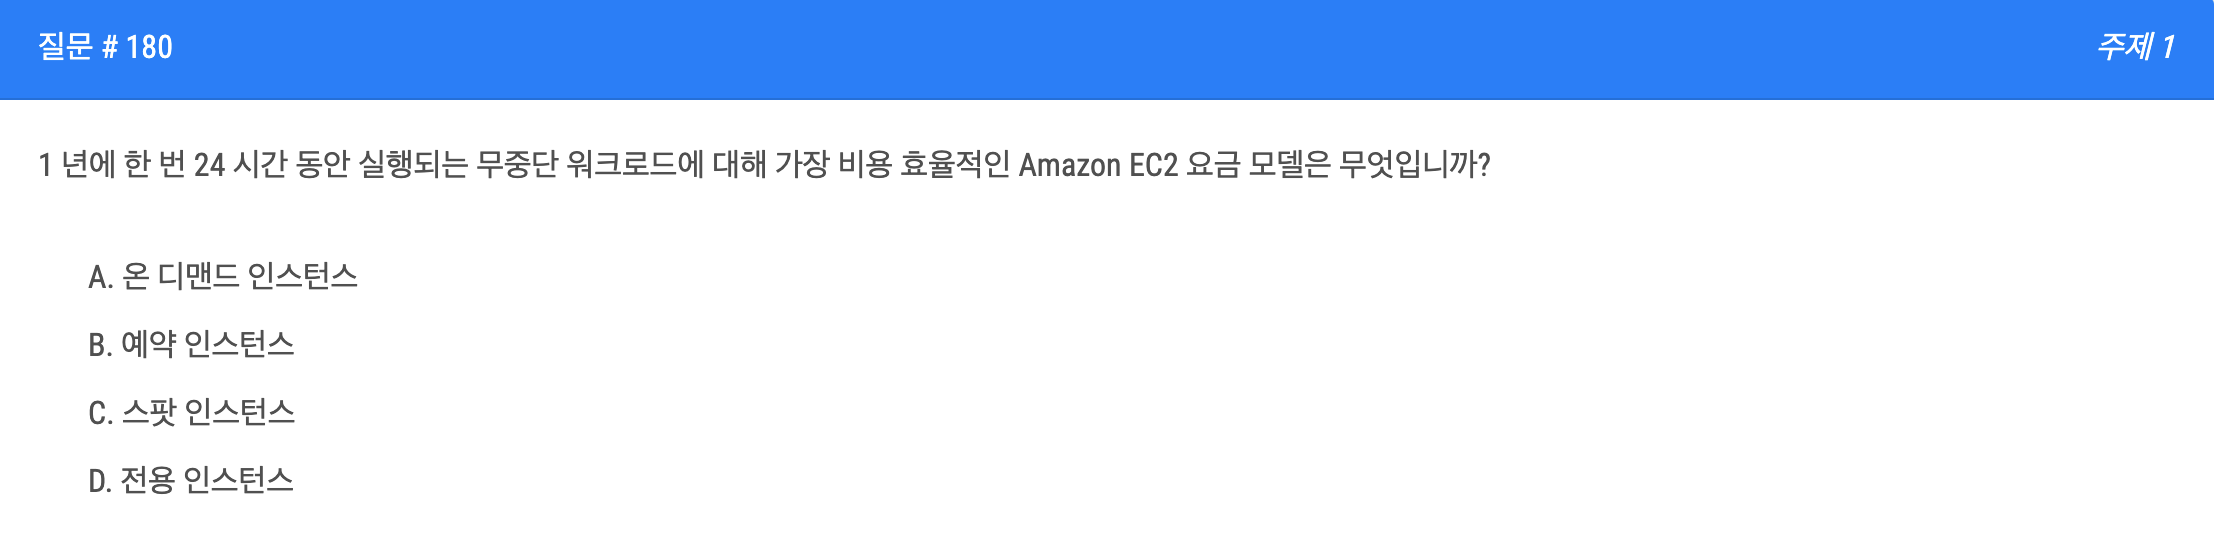 질문 # 180
주제 1
1 년에 한 번 24 시간 동안 실행되는 무중단 워크로드에 대해 가장 비용 효율적인 Amazon EC2 요금 모델은 무엇입니까?
A. 온 디맨드 인스턴스
B. 예약 인스턴스
C. 스팟 인스턴스
D. 전용 인스턴스